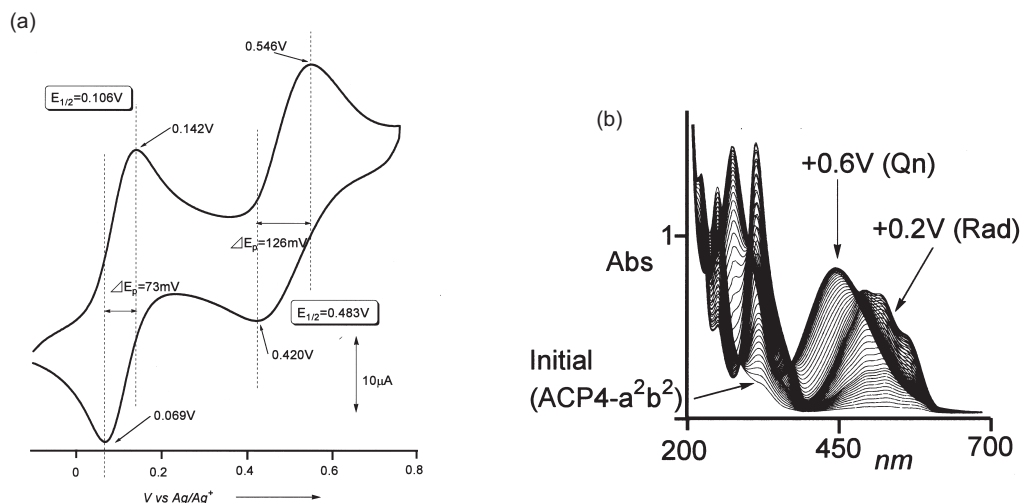 (a)
0.546V
E1/2=0.106V
0.142V
⊿Ep=126mV
⊿Ep=73mV
E1/2=0.483V
0.420V
10μA
0.069V
0 0.2 0.4 0.6 0.8
V vs Ag/Ag+
(b)
+0.6V (Qn)
+0.2V (Rad)
1
Abs
Initial
(ACP4-a2b2)
200 450 nm 700